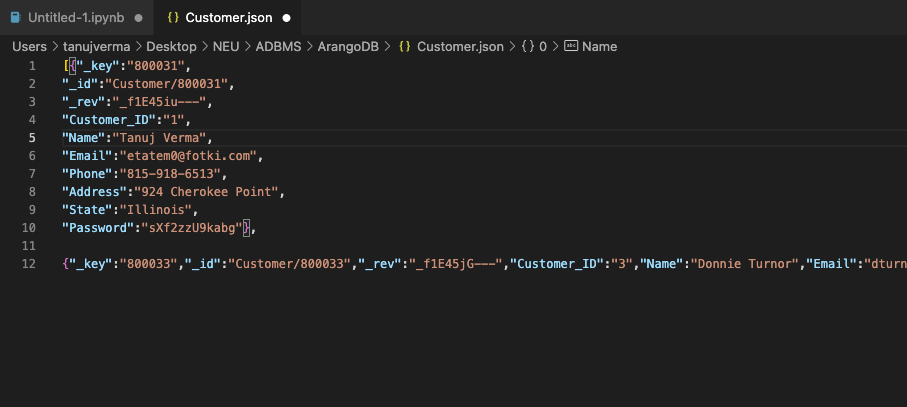 Untitled-1.ipynb
{} Customer.json
Users > tanujverma > Desktop > NEU > ADBMS > ArangoDB > {} Customer.json > {} 0 > abc Name
1 [{"_key":"800031",
2 "_id":"Customer/800031",
3 "_rev":"_f1E45iu---",
4 "Customer_ID":"1",
5 "Name":"Tanuj Verma",
6 "Email":"etatem0@fotki.com",
7 "Phone":"815-918-6513",
8 "Address":"924 Cherokee Point",
9 "State":"Illinois",
10 "Password":"sXf2zzU9kabg"},
11
12 {"_key":"800033","_id":"Customer/800033","_rev":"_f1E45jG---","Customer_ID":"3","Name":"Donnie Turnor","Email":"dturn